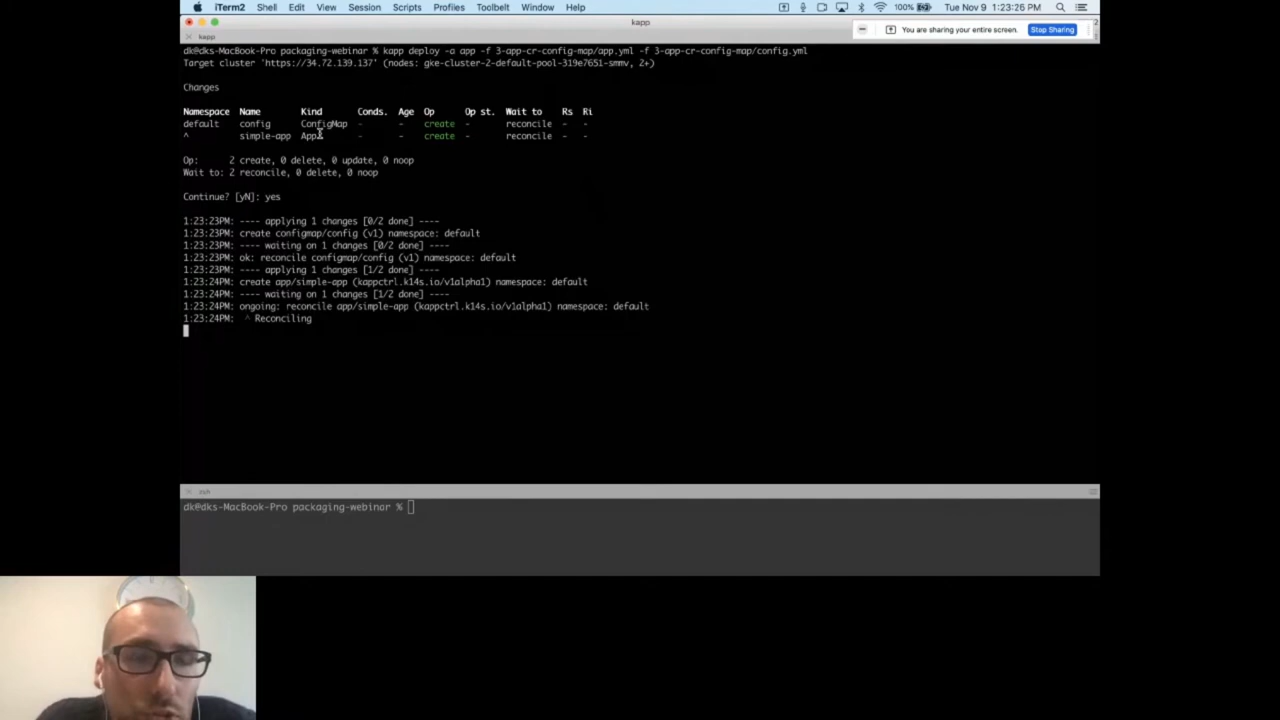 iTerm2 Shell Edit View Session Scripts Profiles Toolbelt Window Help 100% Tue Nov 9 1:23:26 PM
kapp
You are sharing your entire screen. Stop Sharing
kapp
dk@dks-MacBook-Pro packaging-webinar % kapp deploy -a app -f 3-app-cr-config-map/app.yml -f 3-app-cr-config-map/config.yml
Target cluster 'https://34.72.139.137' (nodes: gke-cluster-2-default-pool-319e7651-smmv, 2+)
Changes
Namespace Name Kind Conds. Age Op Op st. Wait to Rs Ri
default config ConfigMap - - create - reconcile - -
^ simple-app App - - create - reconcile - -
Op: 2 create, 0 delete, 0 update, 0 noop
Wait to: 2 reconcile, 0 delete, 0 noop
Continue? [yN]: yes
1:23:23PM: ---- applying 1 changes [0/2 done] ----
1:23:23PM: create configmap/config (v1) namespace: default
1:23:23PM: ---- waiting on 1 changes [0/2 done] ----
1:23:23PM: ok: reconcile configmap/config (v1) namespace: default
1:23:23PM: ---- applying 1 changes [1/2 done] ----
1:23:24PM: create app/simple-app (kappctrl.k14s.io/v1alpha1) namespace: default
1:23:24PM: ---- waiting on 1 changes [1/2 done] ----
1:23:24PM: ongoing: reconcile app/simple-app (kappctrl.k14s.io/v1alpha1) namespace: default
1:23:24PM: ^ Reconciling
dk@dks-MacBook-Pro packaging-webinar %